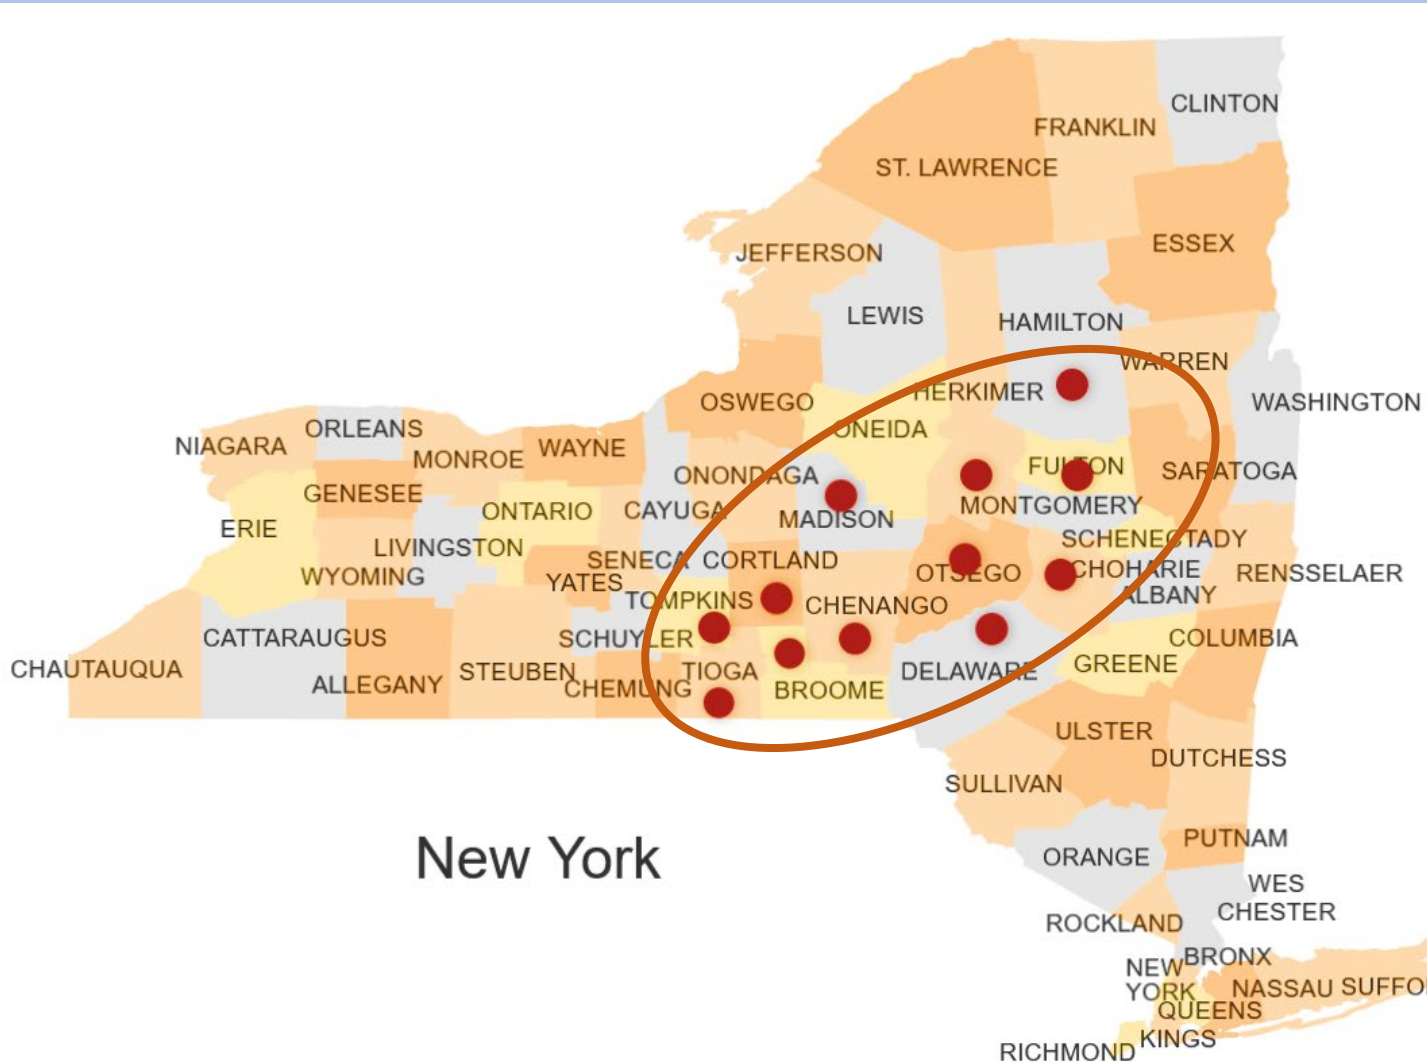 CLINTON
FRANKLIN
ST. LAWRENCE
ESSEX
JEFFERSON
LEWIS
HAMILTON
WARREN
HERKIMER
OSWEGO
WASHINGTON
ORLEANS
ONEIDA
NIAGARA
WAYNE
MONROE
FULTON
SARATOGA
ONONDAGA
GENESEE
MONTGOMERY
ONTARIO
CAYUGA
MADISON
ERIE
SCHENECTADY
LIVINGSTON
SENECA
CORTLAND
CHOHARIE
OTSEGO
RENSSELAER
WYOMING
YATES
ALBANY
TOMPKINS
CHENANGO
CATTARAUGUS
SCHUYLER
COLUMBIA
GREENE
CHAUTAUQUA
STEUBEN
TIOGA
DELAWARE
ALLEGANY
CHEMUNG
BROOME
ULSTER
DUTCHESS
SULLIVAN
PUTNAM
New York
ORANGE
WES
CHESTER
ROCKLAND
BRONX
NEW
YORK
NASSAU
SUFFO
QUEENS
KINGS
RICHMOND